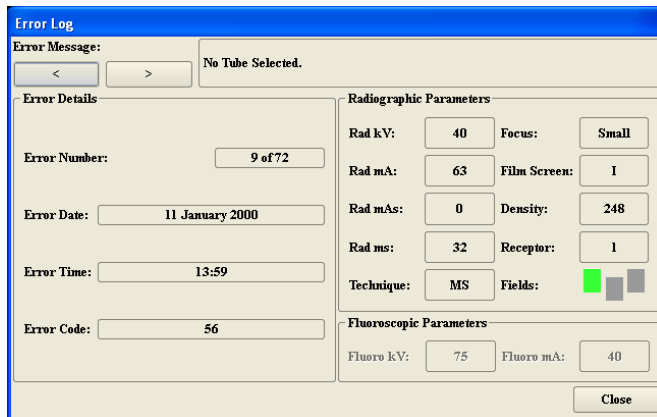 Error Log
Error Message:
< >
No Tube Selected.
Error Details
Error Number: 9 of 72
Error Date: 11 January 2000
Error Time: 13:59
Error Code: 56
Radiographic Parameters
Rad kV: 40 Focus: Small
Rad mA: 63 Film Screen: I
Rad mAs: 0 Density: 248
Rad ms: 32 Receptor: 1
Technique: MS Fields:
Fluoroscopic Parameters
Fluoro kV: 75 Fluoro mA: 40
Close